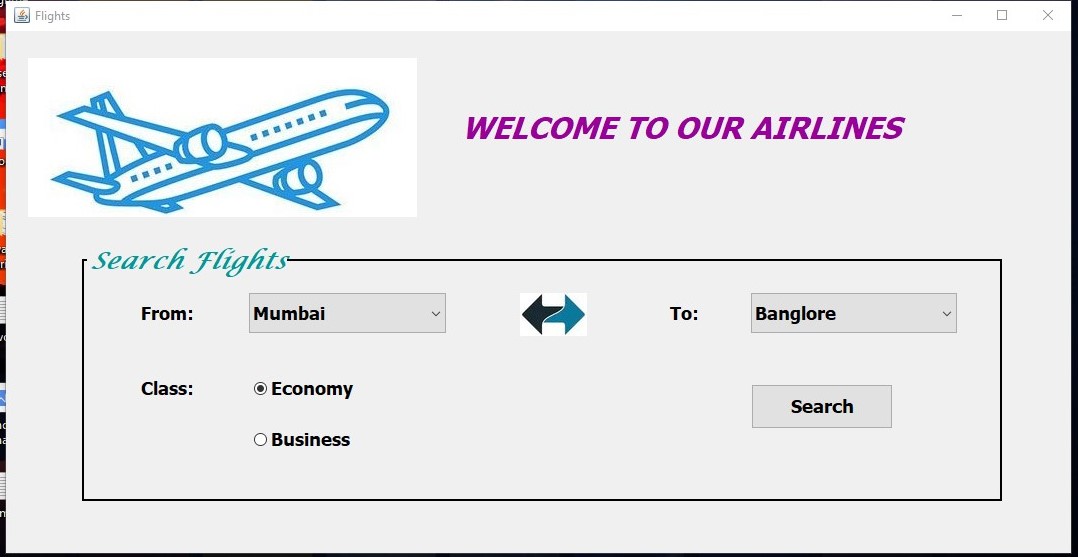 Flights
WELCOME TO OUR AIRLINES
Search Flights
From: Mumbai To: Banglore
Class: Economy
Search
Business